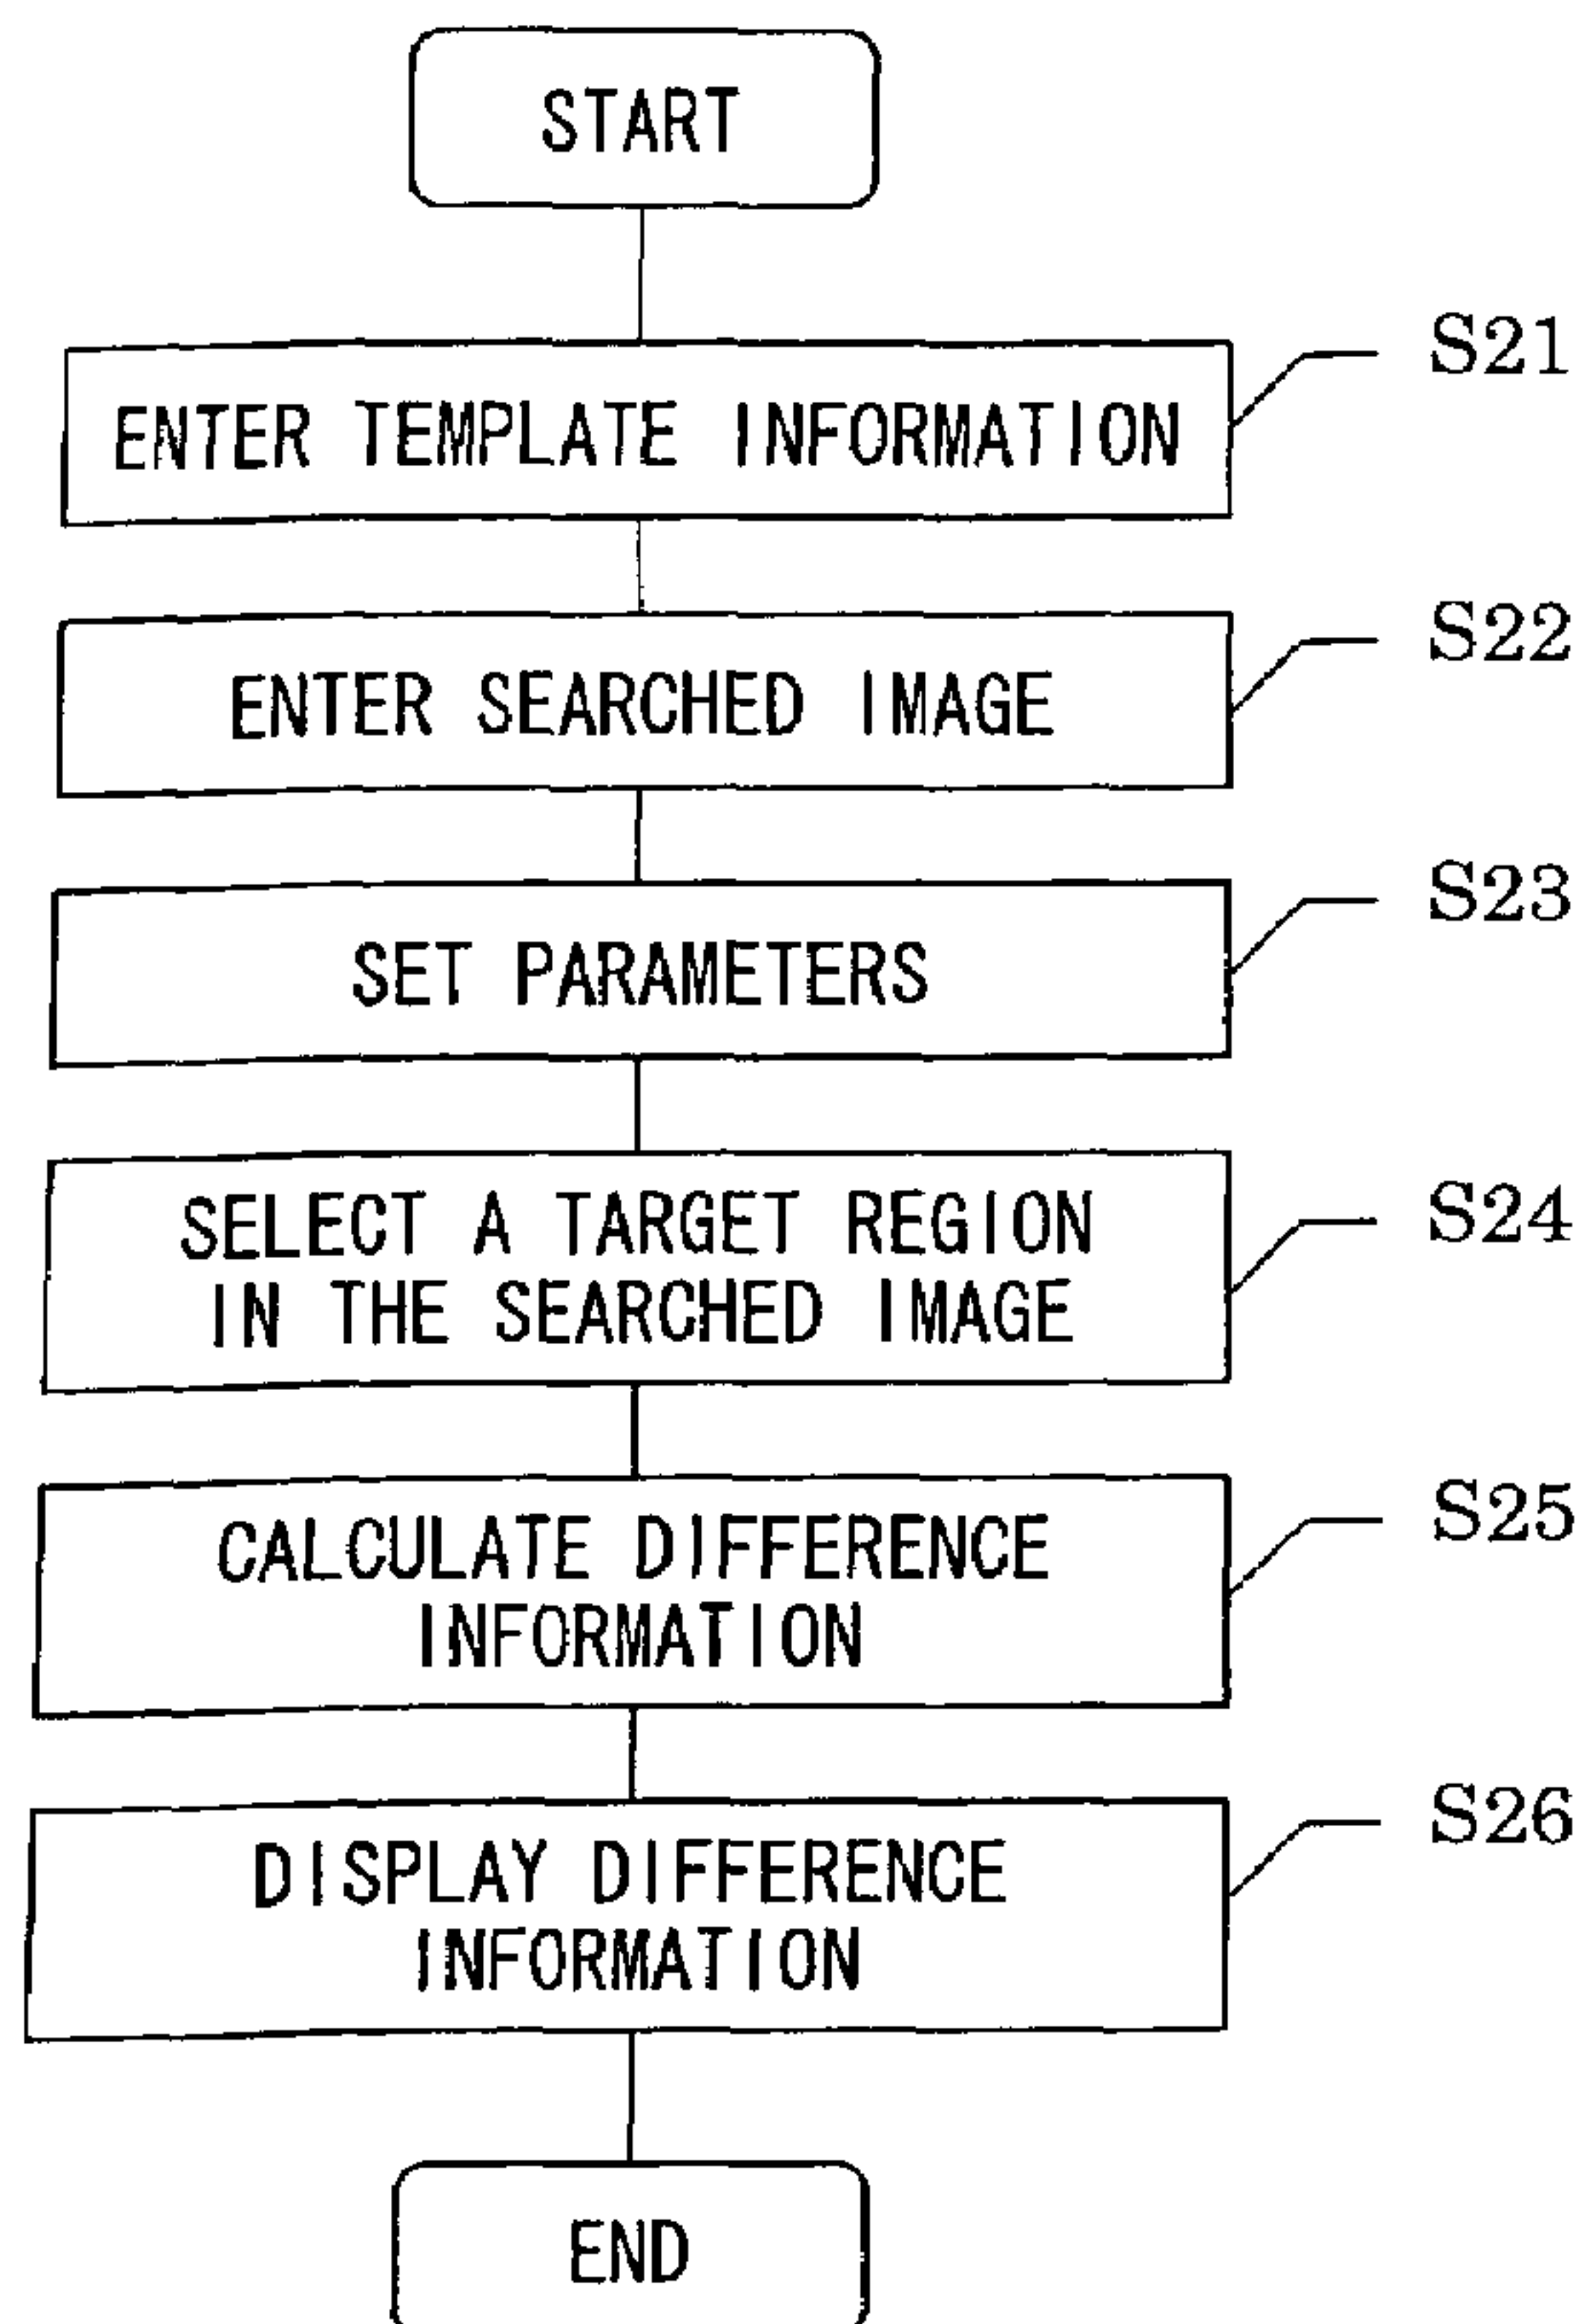 START
ENTER TEMPLATE INFORMATION
S21
ENTER SEARCHED IMAGE
S22
SET PARAMETERS
S23
SELECT A TARGET REGION
IN THE SEARCHED IMAGE
S24
CALCULATE DIFFERENCE
INFORMATION
S25
DISPLAY DIFFERENCE
INFORMATION
S26
END